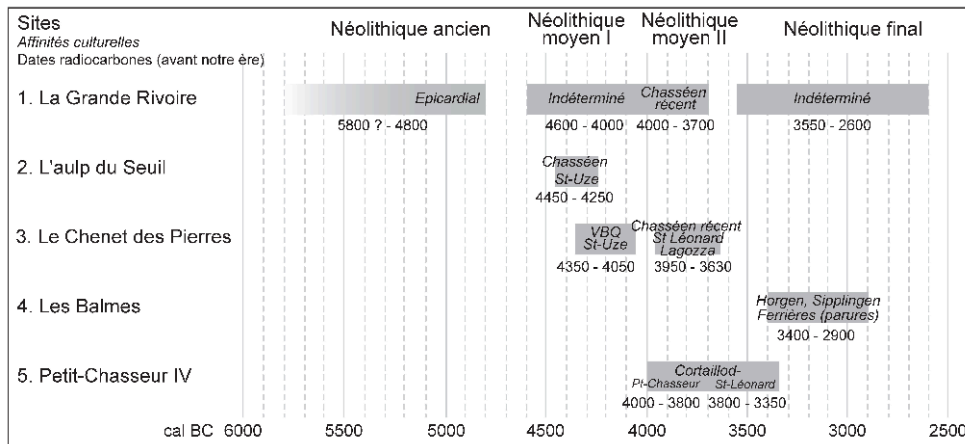 Sites
Affinités culturelles
Dates radiocarbones (avant notre ère)
Néolithique ancien
Néolithique
moyen I
Néolithique
moyen II
Néolithique final
1. La Grande Rivoire
Epicardial
5800 ? - 4800
Indéterminé
4600 - 4000
Chasséen
récent
4000 - 3700
Indéterminé
3550 - 2600
2. L'aulp du Seuil
Chasséen
St-Uze
4450 - 4250
3. Le Chenet des Pierres
VBQ
St-Uze
4350 - 4050
Chasséen récent
St Léonard
Lagozza
3950 - 3630
4. Les Balmes
Horgen, Sipplingen
Ferrières (parures)
3400 - 2900
5. Petit-Chasseur IV
Cortaillod-
Pt-Chasseur St-Léonard
4000 - 3800 3800 - 3350
cal BC 6000 5500 5000 4500 4000 3500 3000 2500